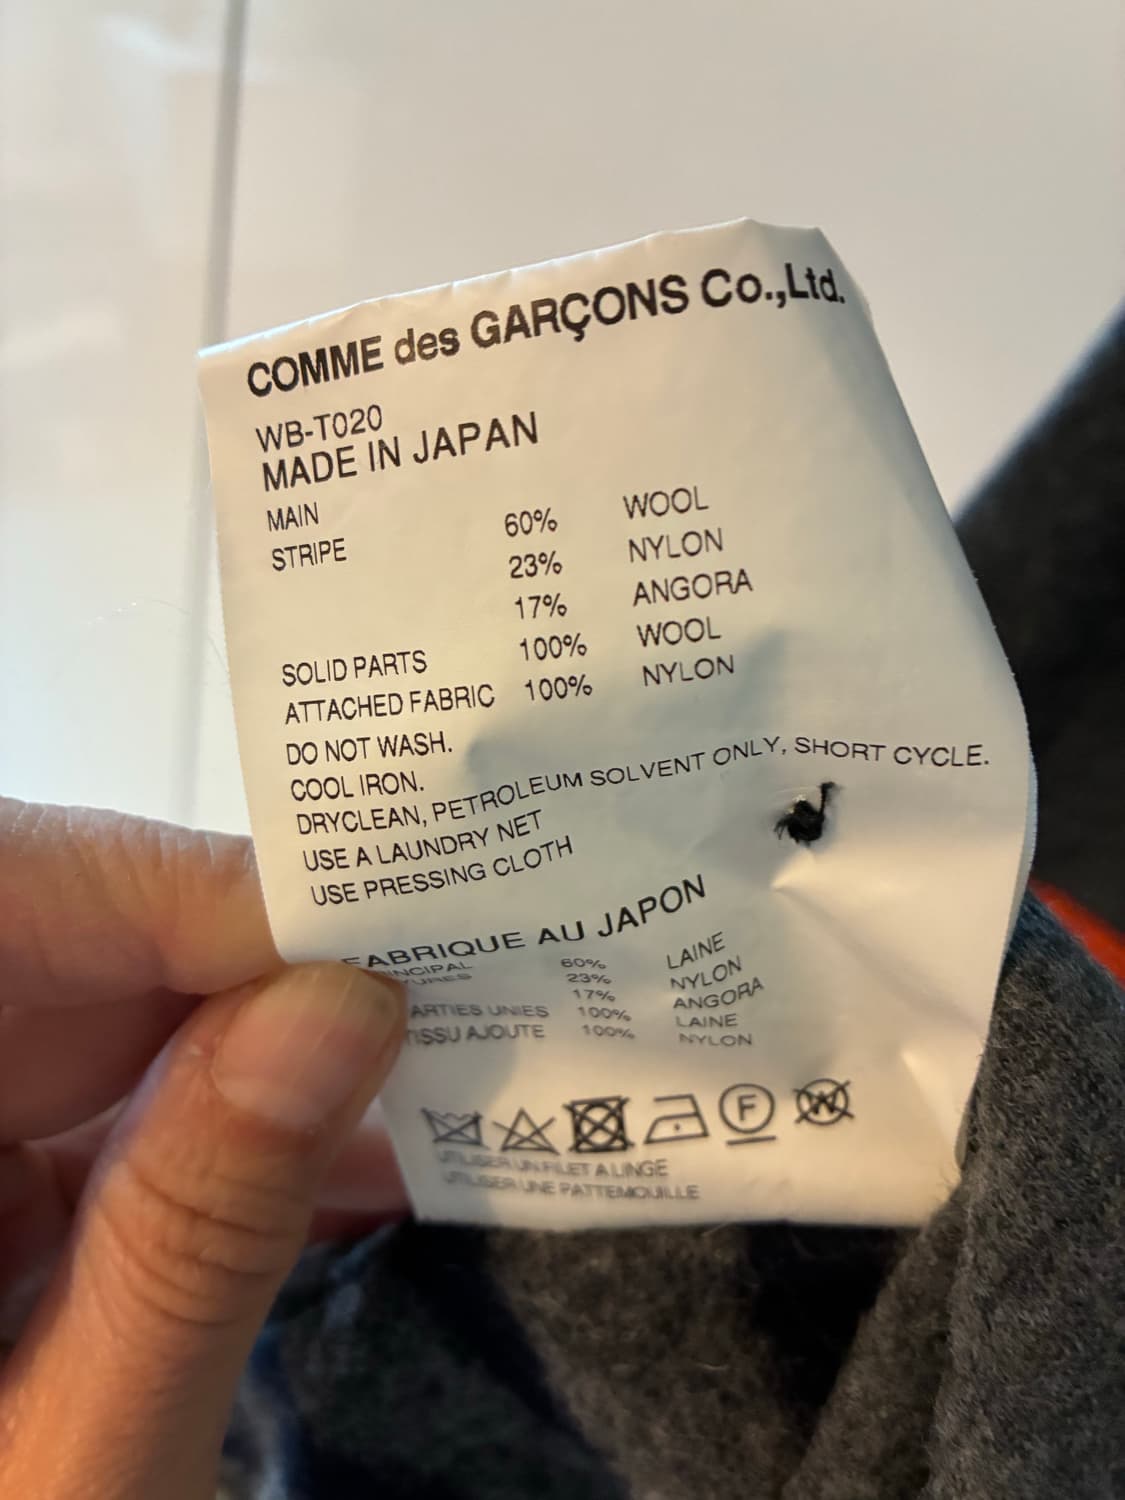 COMME des GARÇONS Co.,Ltd.
WB-T020
MADE IN JAPAN
MAIN 60% WOOL
STRIPE 23% NYLON
17% ANGORA
SOLID PARTS 100% WOOL
ATTACHED FABRIC 100% NYLON
DO NOT WASH.
COOL IRON.
DRYCLEAN, PETROLEUM SOLVENT ONLY, SHORT CYCLE.
USE A LAUNDRY NET
USE PRESSING CLOTH
FABRIQUE AU JAPON
60% LAINE
23% NYLON
17% ANGORA
UNIES 100% LAINE
AJOUTE 100% NYLON
F W
UTILISER UN FILET A LINGE
UTILISER UNE PATTEMOUILLE